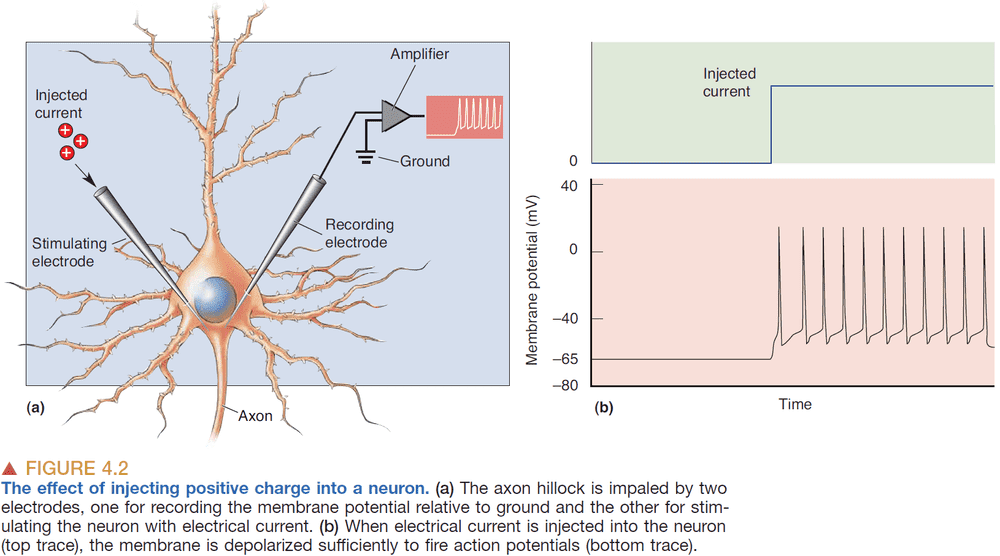 Injected
current
Amplifier
Ground
Stimulating
electrode
Recording
electrode
(a)
Axon
Injected
current
0
Membrane potential (mV)
40
0
–40
–65
–80
(b)
Time
▲ FIGURE 4.2
The effect of injecting positive charge into a neuron. (a) The axon hillock is impaled by two
electrodes, one for recording the membrane potential relative to ground and the other for stim-
ulating the neuron with electrical current. (b) When electrical current is injected into the neuron
(top trace), the membrane is depolarized sufficiently to fire action potentials (bottom trace).